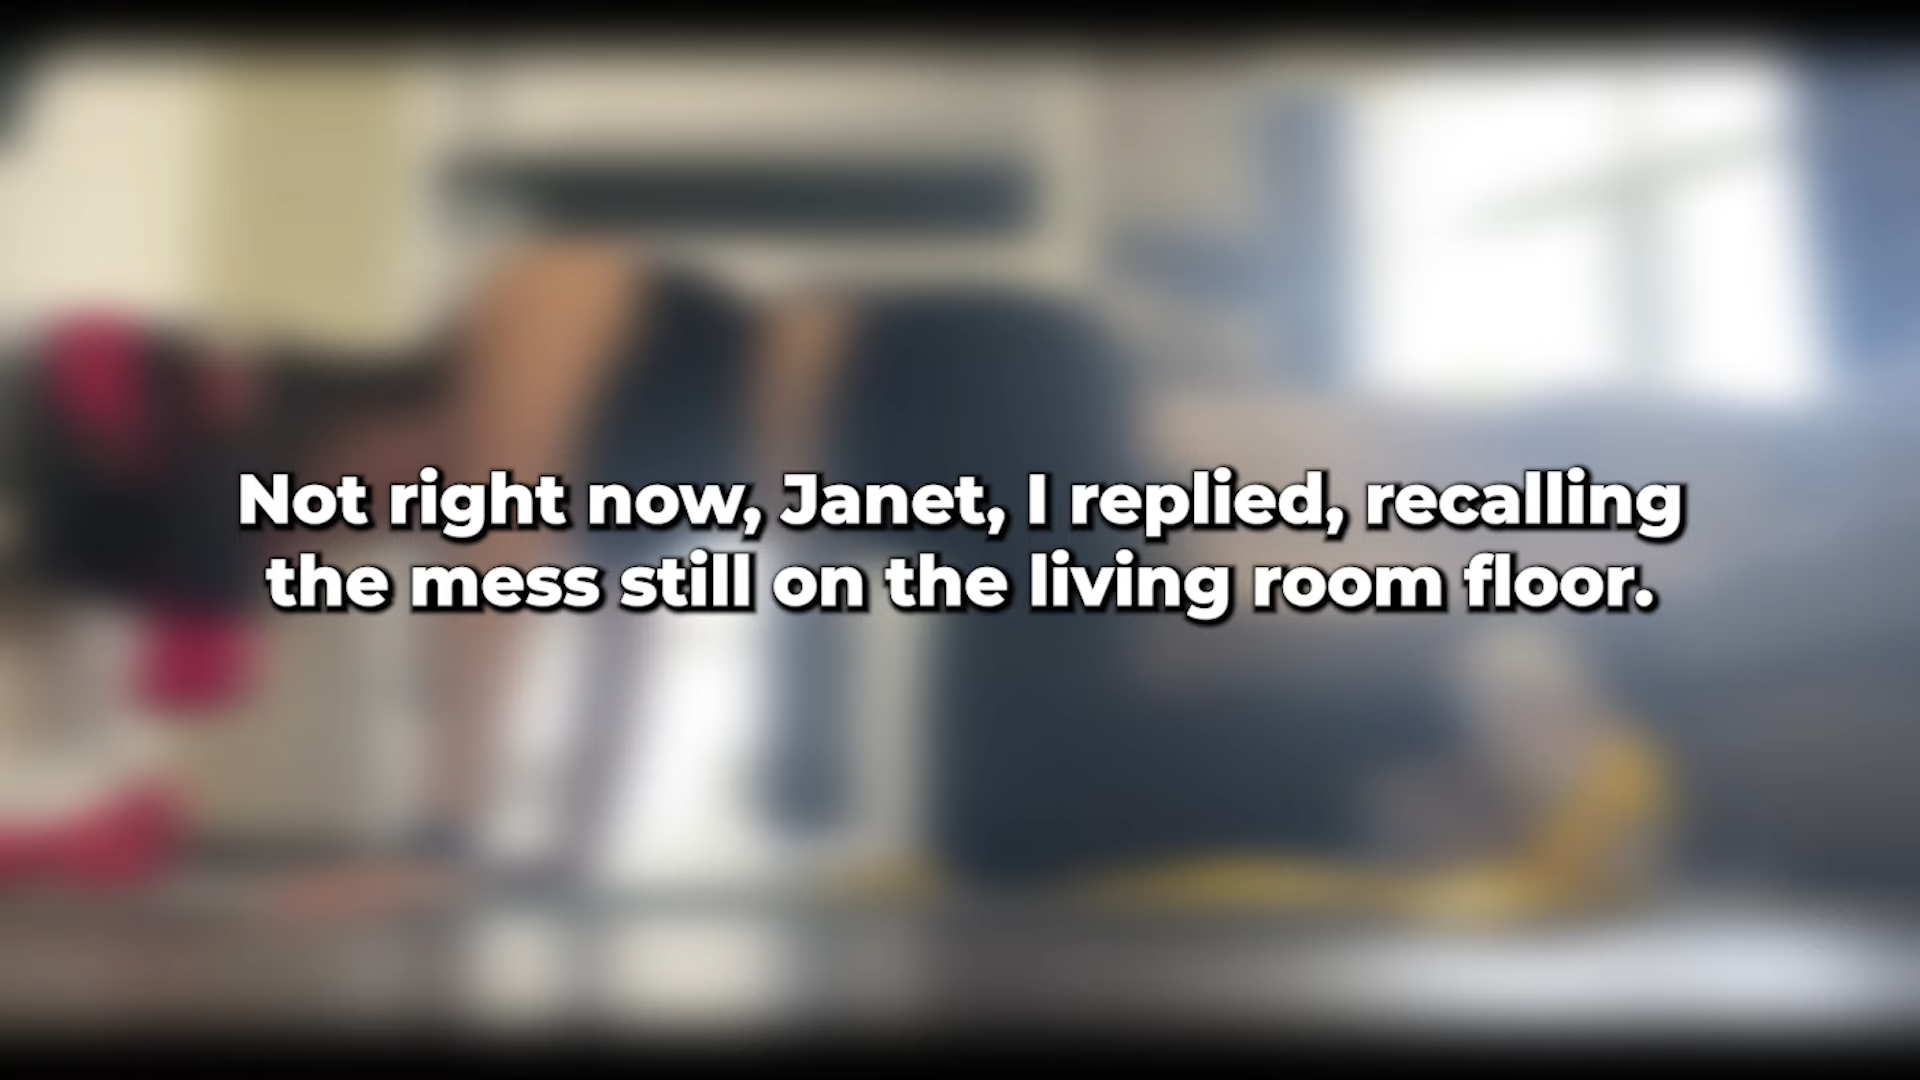 Not right now, Janet, I replied, recalling
the mess still on the living room floor.